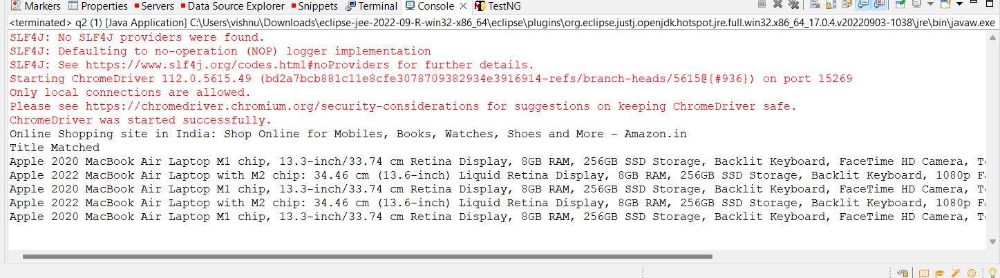 Markers Properties Servers Data Source Explorer Snippets Terminal Console TestNG
<terminated> q2 (1) [Java Application] C:\Users\vishnu\Downloads\eclipse-jee-2022-09-R-win32-x86_64\eclipse\plugins\org.eclipse.justj.openjdk.hotspot.jre.full.win32.x86_64_17.0.4.v20220903-1038\jre\bin\javaw.exe
SLF4J: No SLF4J providers were found.
SLF4J: Defaulting to no-operation (NOP) logger implementation
SLF4J: See https://www.slf4j.org/codes.html#noProviders for further details.
Starting ChromeDriver 112.0.5615.49 (bd2a7bcb881c11e8cfe3078709382934e3916914-refs/branch-heads/5615@{#936}) on port 15269
Only local connections are allowed.
Please see https://chromedriver.chromium.org/security-considerations for suggestions on keeping ChromeDriver safe.
ChromeDriver was started successfully.
Online Shopping site in India: Shop Online for Mobiles, Books, Watches, Shoes and More - Amazon.in
Title Matched
Apple 2020 MacBook Air Laptop M1 chip, 13.3-inch/33.74 cm Retina Display, 8GB RAM, 256GB SSD Storage, Backlit Keyboard, FaceTime HD Camera,
Apple 2022 MacBook Air Laptop with M2 chip: 34.46 cm (13.6-inch) Liquid Retina Display, 8GB RAM, 256GB SSD Storage, Backlit Keyboard, 1080p
Apple 2020 MacBook Air Laptop M1 chip, 13.3-inch/33.74 cm Retina Display, 8GB RAM, 256GB SSD Storage, Backlit Keyboard, FaceTime HD Camera,
Apple 2022 MacBook Air Laptop with M2 chip: 34.46 cm (13.6-inch) Liquid Retina Display, 8GB RAM, 256GB SSD Storage, Backlit Keyboard, 1080p
Apple 2020 MacBook Air Laptop M1 chip, 13.3-inch/33.74 cm Retina Display, 8GB RAM, 256GB SSD Storage, Backlit Keyboard, FaceTime HD Camera,